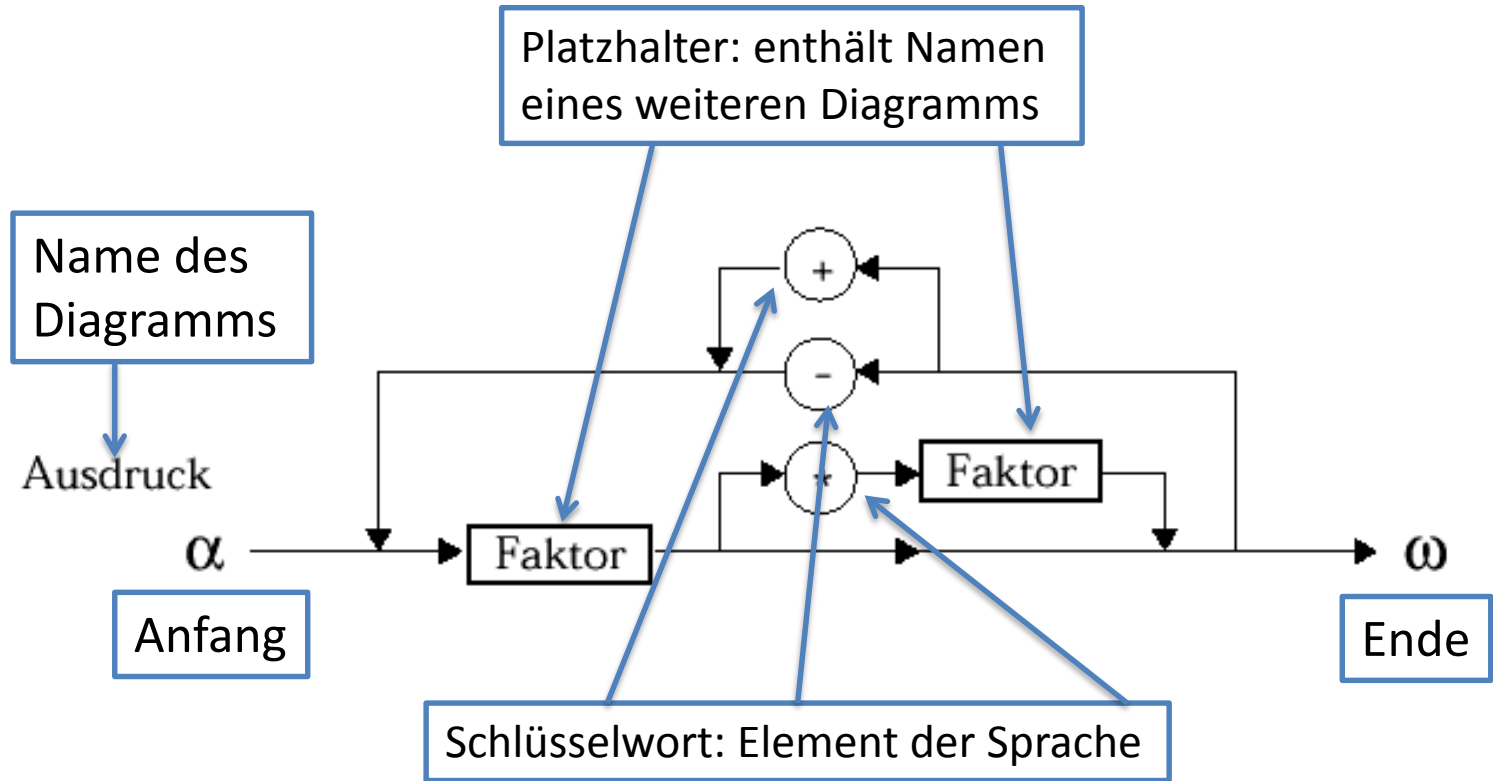 Platzhalter: enthält Namen
eines weiteren Diagramms
Name des
Diagramms
+
-
Ausdruck
*
Faktor
α
Faktor
ω
Anfang
Ende
Schlüsselwort: Element der Sprache